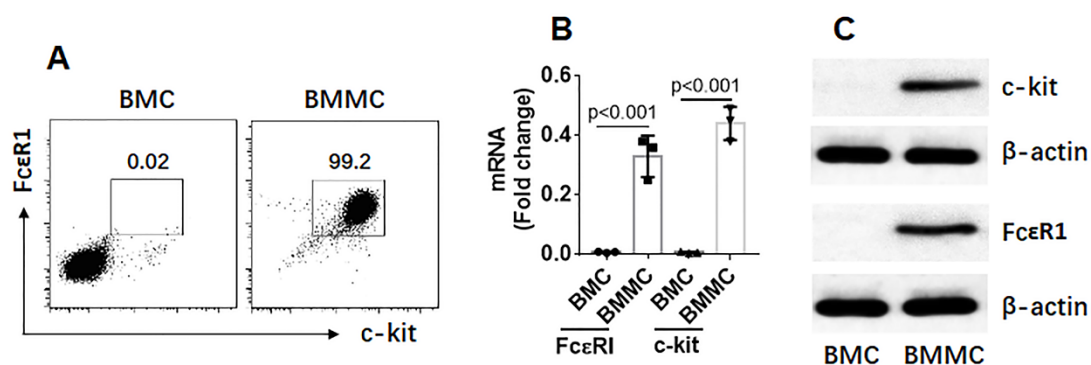 A
BMC
BMMC
FcεR1
0.02
99.2
c-kit
B
mRNA
(Fold change)
0.6
0.4
0.2
0.0
p<0.001
p<0.001
BMC
BMMC
BMC
BMMC
FcεRI
c-kit
C
c-kit
β-actin
FcεR1
β-actin
BMC
BMMC